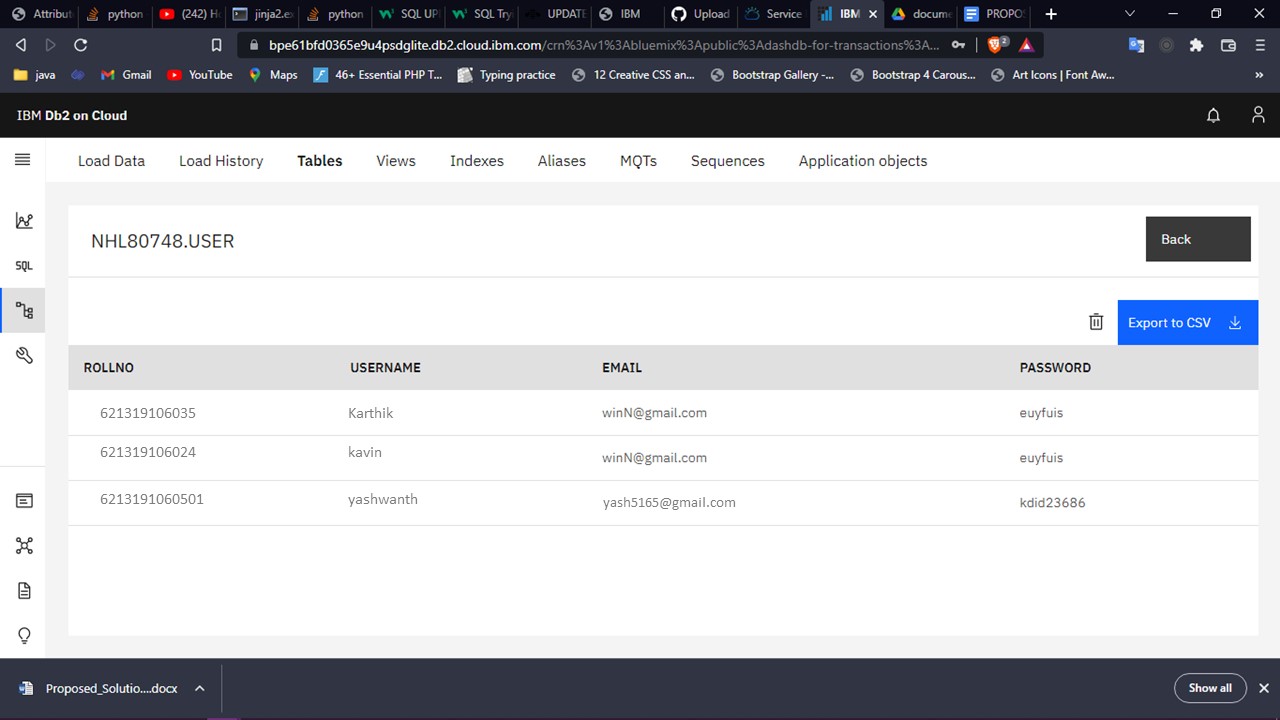 Attribut python (242) Ho jinja2.ex python SQL UP SQL Try UPDATE IBM Upload Service IBM docume PROPO
bpe61bfd0365e9u4psdglite.db2.cloud.ibm.com/crn%3Av1%3Abluemix%3Apublic%3Adashdb-for-transactions%3A... 2
java Gmail YouTube Maps 46+ Essential PHP T... Typing practice 12 Creative CSS an... Bootstrap Gallery -... Bootstrap 4 Carous... Art Icons | Font Aw... »
IBM Db2 on Cloud
Load Data Load History Tables Views Indexes Aliases MQTs Sequences Application objects
NHL80748.USER Back
SQL
Export to CSV
ROLLNO USERNAME EMAIL PASSWORD
621319106035 Karthik winN@gmail.com euyfuis
621319106024 kavin winN@gmail.com euyfuis
6213191060501 yashwanth yash5165@gmail.com kdid23686
Proposed_Solutio....docx Show all